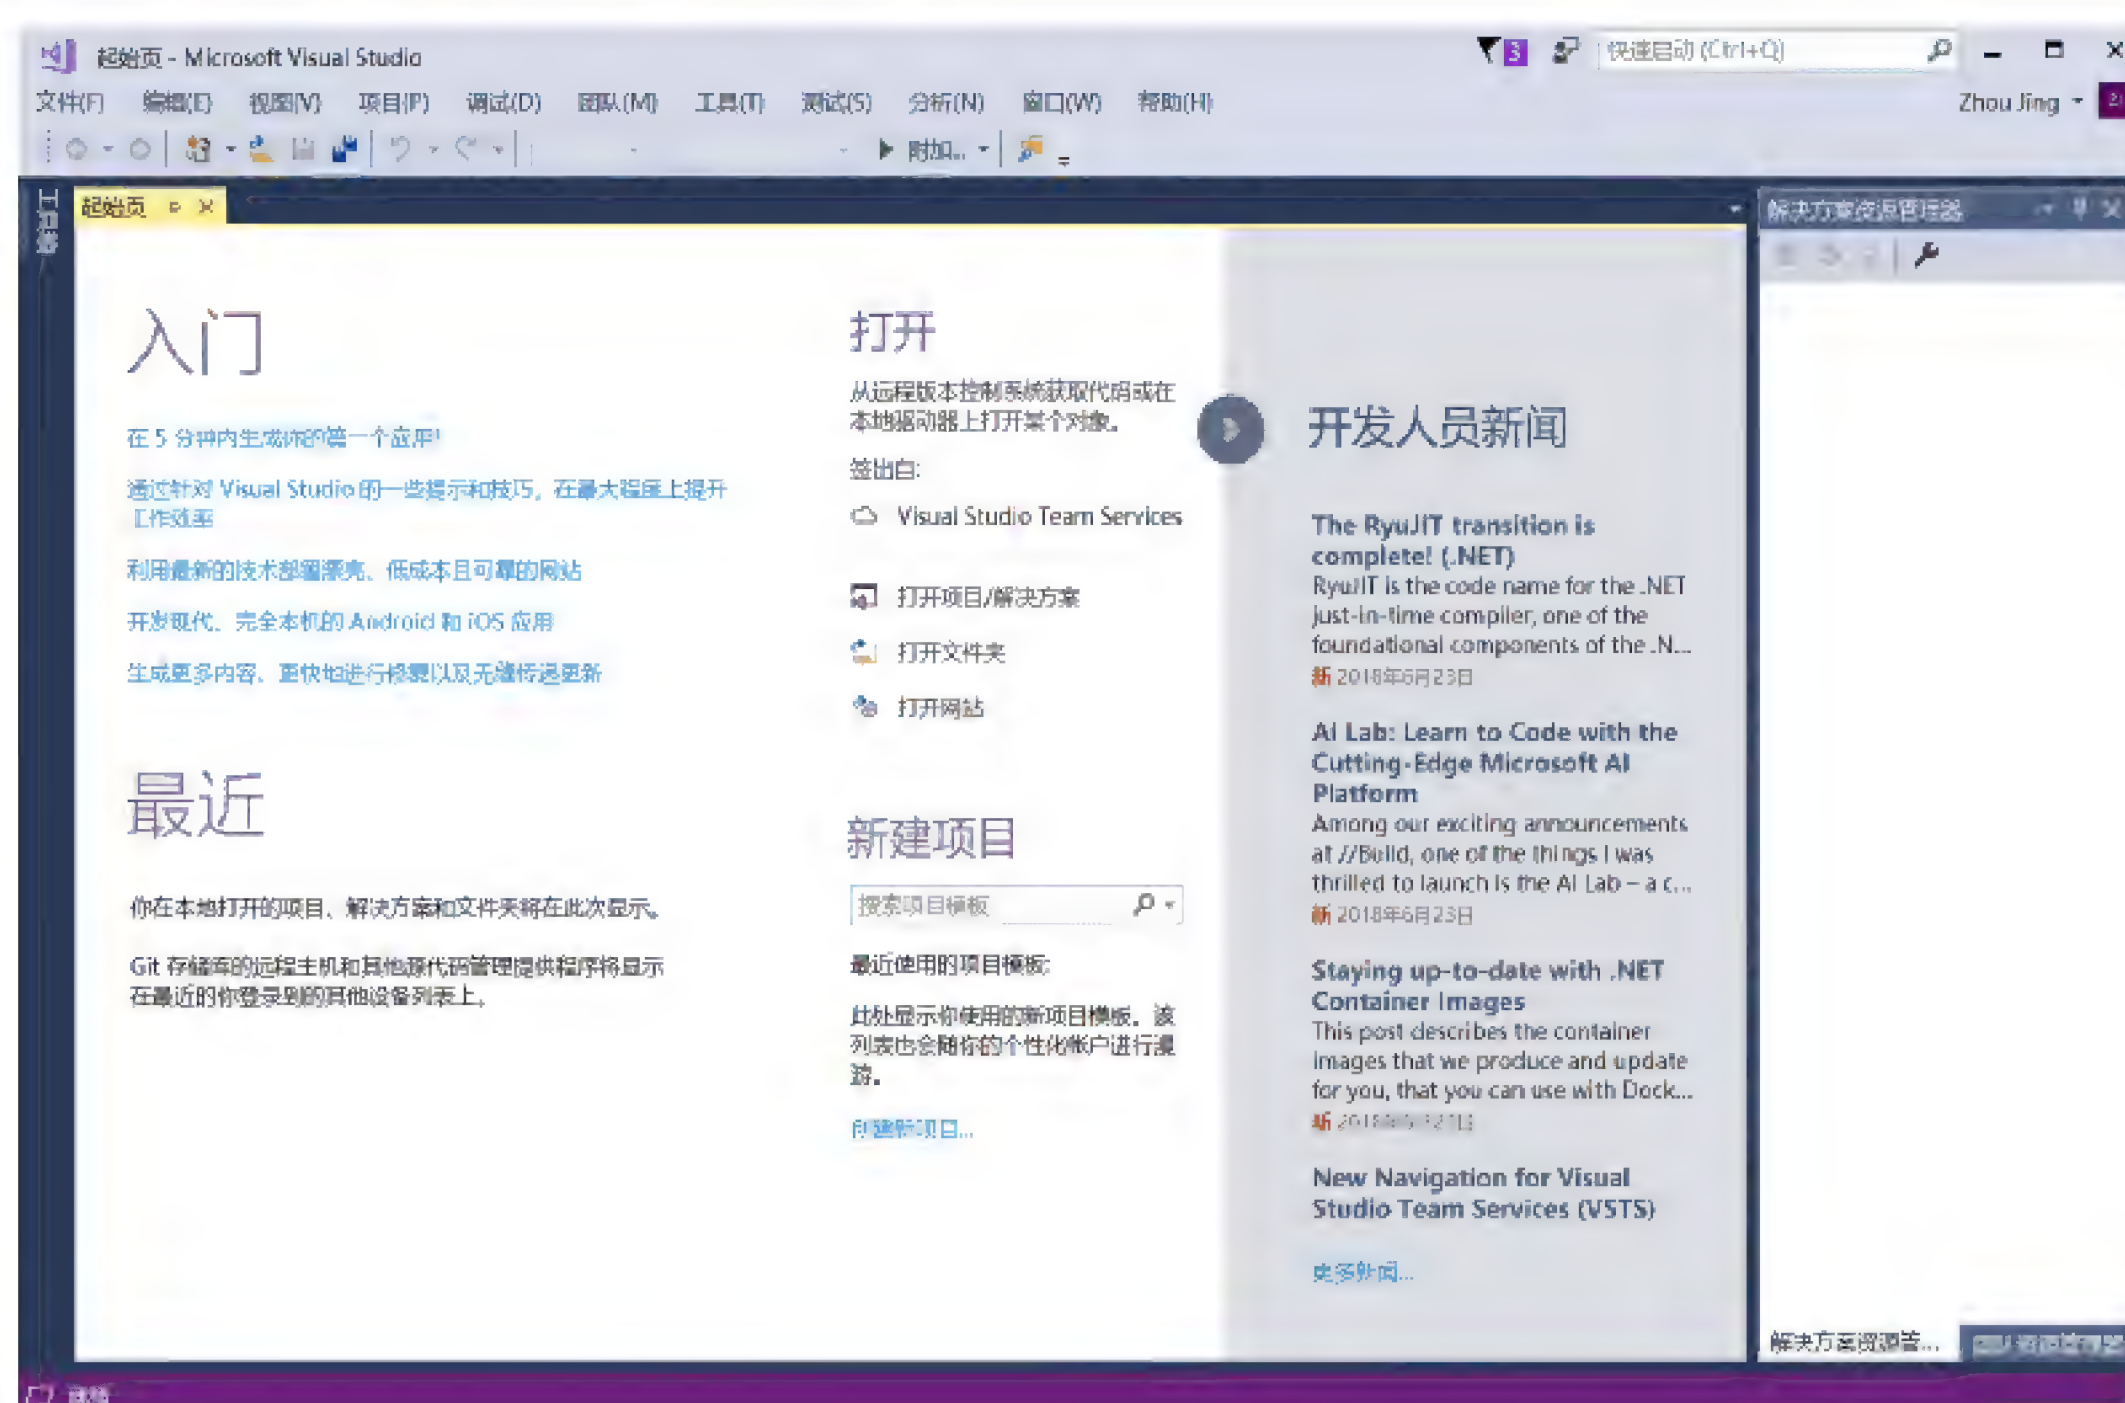 起始页 - Microsoft Visual Studio
3
快速启动 (Ctrl+Q)
文件(F) 编辑(E) 视图(V) 项目(P) 调试(D) 团队(M) 工具(T) 测试(S) 分析(N) 窗口(W) 帮助(H)
Zhou Jing
附加...
工具箱
起始页
解决方案资源管理器
入门
在 5 分钟内生成你的第一个应用!
通过针对 Visual Studio 的一些提示和技巧，在最大程度上提升
工作效率
利用最新的技术部署漂亮、低成本且可靠的网站
开发现代、完全本机的 Android 和 iOS 应用
生成更多内容、更快地进行修复以及无缝传递更新
最近
你在本地打开的项目、解决方案和文件夹将在此次显示。
Git 存储库的远程主机和其他源代码管理提供程序将显示
在最近的你登录到的其他设备列表上。
打开
从远程版本控制系统获取代码或在
本地驱动器上打开某个对象。
签出自:
Visual Studio Team Services
打开项目/解决方案
打开文件夹
打开网站
新建项目
搜索项目模板
最近使用的项目模板:
此处显示你使用的新项目模板。该
列表也会随你的个性化帐户进行漫
游。
创建新项目...
开发人员新闻
The RyuJIT transition is
complete! (.NET)
RyuJIT is the code name for the .NET
just-in-time compiler, one of the
foundational components of the .N...
新 2018年6月23日
AI Lab: Learn to Code with the
Cutting-Edge Microsoft AI
Platform
Among our exciting announcements
at //Build, one of the things I was
thrilled to launch is the AI Lab – a c...
新 2018年6月23日
Staying up-to-date with .NET
Container Images
This post describes the container
images that we produce and update
for you, that you can use with Dock...
新
New Navigation for Visual
Studio Team Services (VSTS)
更多新闻...
解决方案资源管...
就绪